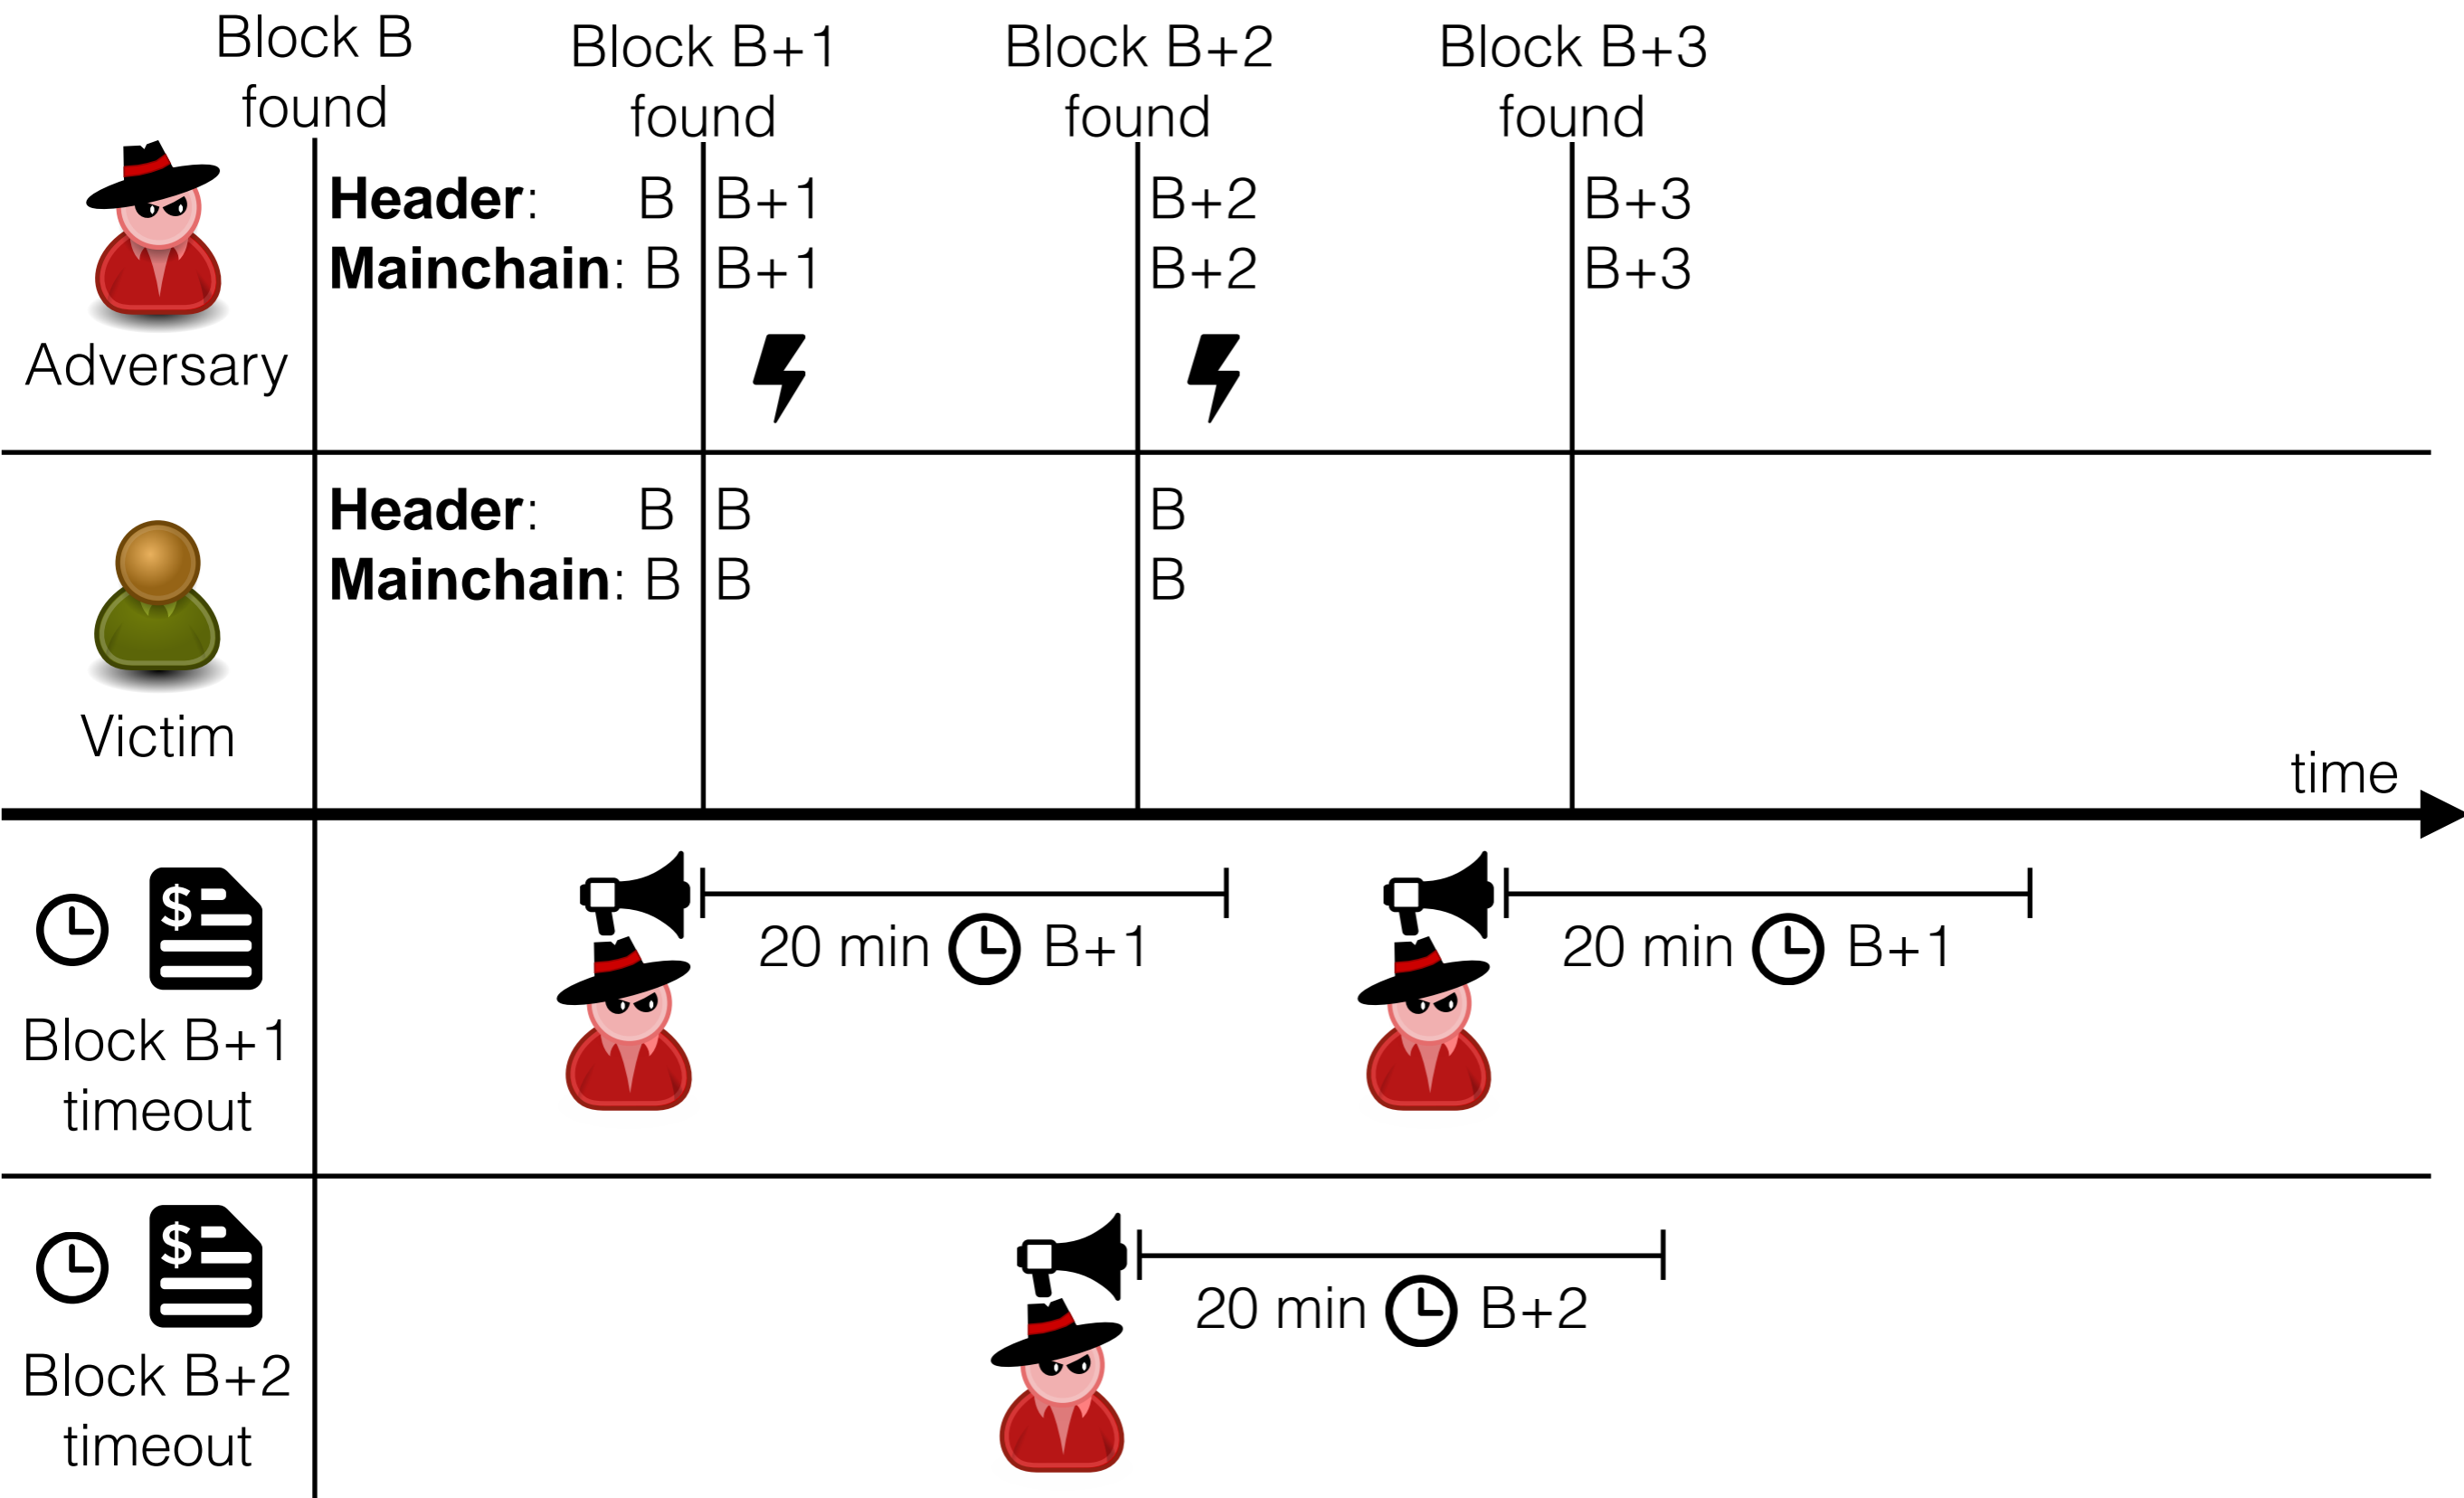 Block B
found
Block B+1
found
Block B+2
found
Block B+3
found
Header: B B+1 B+2 B+3
Mainchain: B B+1 B+2 B+3
Adversary
Header: B B B
Mainchain: B B B
Victim
time
$
20 min B+1 20 min B+1
Block B+1
timeout
$
20 min B+2
Block B+2
timeout